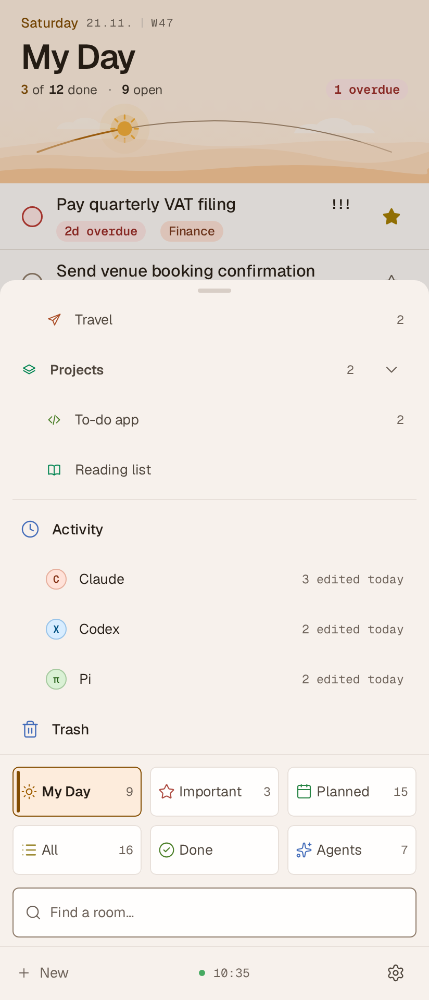 Saturday 21.11. | W47
My Day
3 of 12 done · 9 open
1 overdue
Pay quarterly VAT filing !!!
2d overdue Finance
Send venue booking confirmation
Travel 2
Projects 2
To-do app 2
Reading list
Activity
C Claude 3 edited today
X Codex 2 edited today
π Pi 2 edited today
Trash
My Day 9 Important 3 Planned 15
All 16 Done Agents 7
Find a room…
+ New 10:35